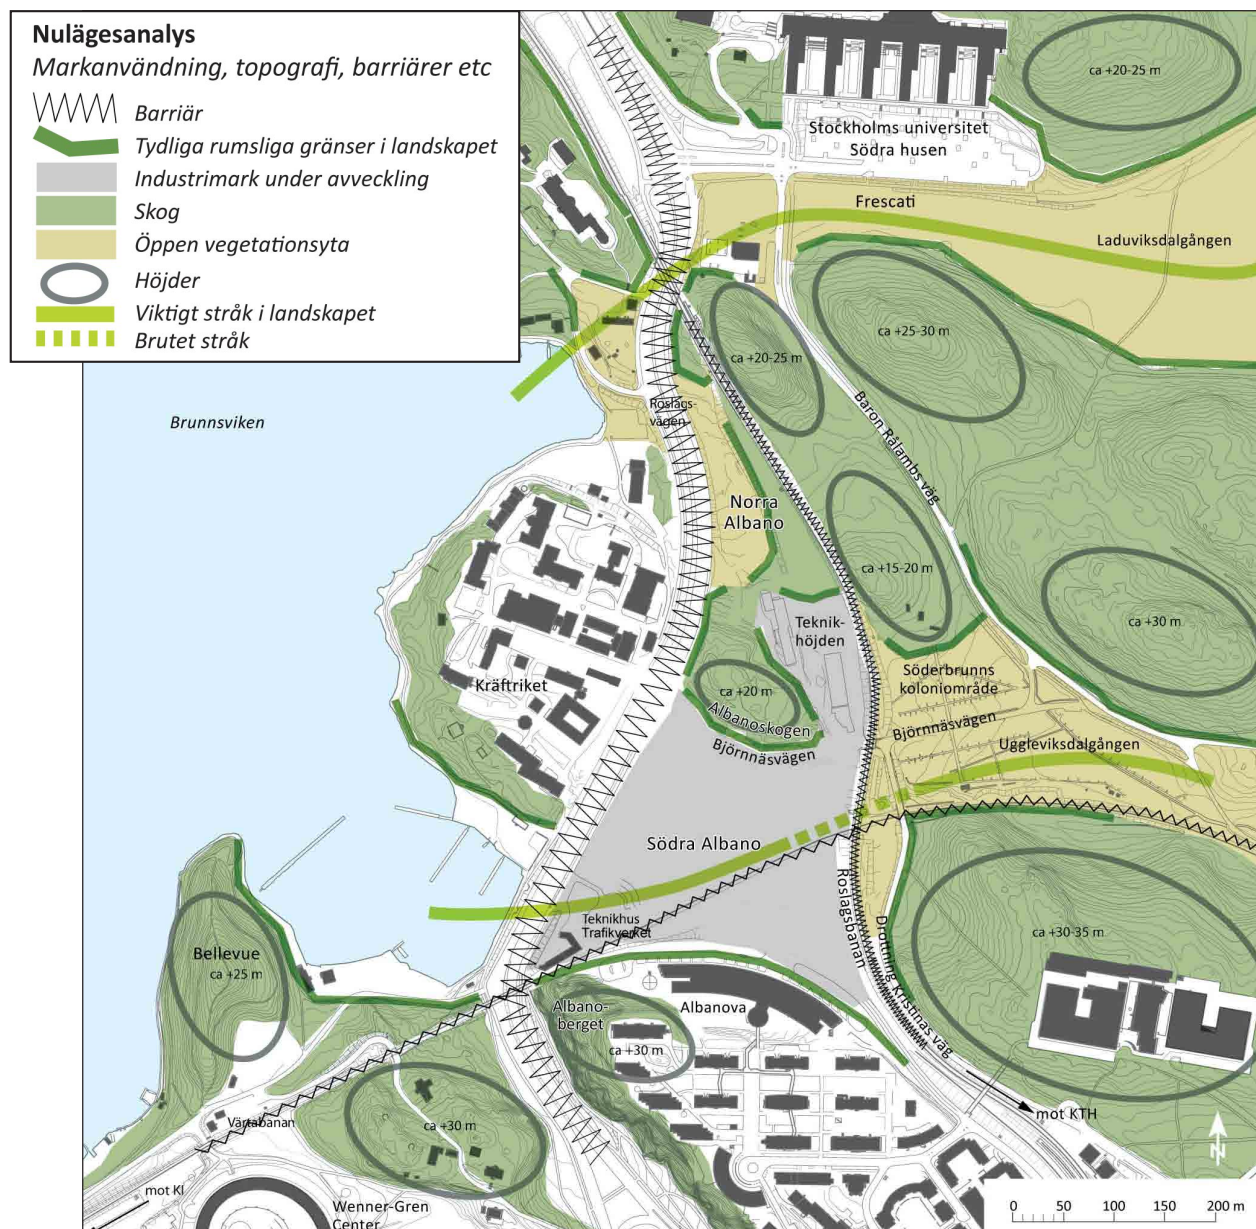 Nulägesanalys
Markanvändning, topografi, barriärer etc
Barriär
Tydliga rumsliga gränser i landskapet
Industrimark under avveckling
Skog
Öppen vegetationsyta
Höjder
Viktigt stråk i landskapet
Brutet stråk
ca +20-25 m
Stockholms universitet
Södra husen
Frescati
Laduviksdalgången
ca +25-30 m
ca +20-25 m
Brunnsviken
Roslags-
vägen
Baron Rålambs väg
Norra
Albano
ca +15-20 m
ca +30 m
Teknik-
höjden
Söderbrunns
koloniområde
Kräftriket
ca +20 m
Albanoskogen
Björnnäsvägen
Björnnäsvägen
Uggleviksdalgången
Södra Albano
Roslagsbanan
Drottning Kristinas väg
Teknikhus
Trafikverket
ca +30-35 m
Bellevue
ca +25 m
Albano-
berget
Albanova
ca +30 m
mot KTH
Värtabanan
ca +30 m
mot KI
Wenner-Gren
Center
N
0 50 100 150 200 m